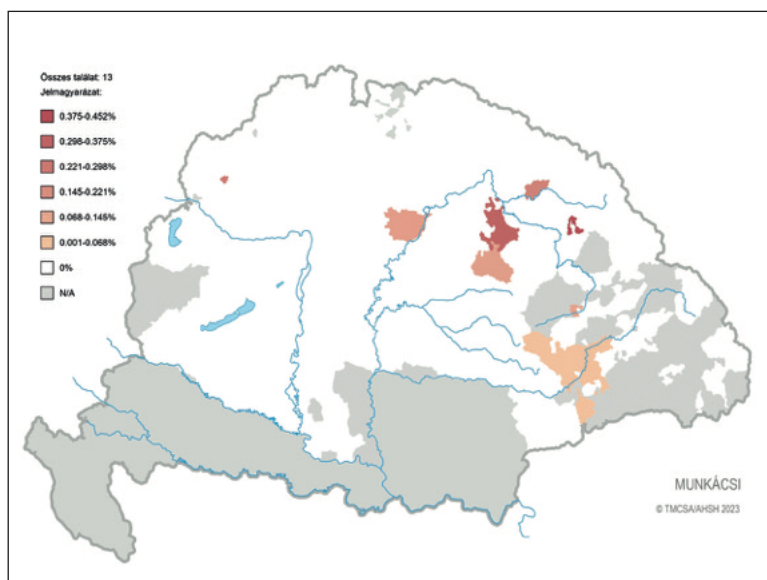 Összes találat: 13
Jelmagyarázat:
0.375-0.452%
0.298-0.375%
0.221-0.298%
0.145-0.221%
0.068-0.145%
0.001-0.068%
0%
N/A
MUNKÁCSI
© TMCSA/AHSH 2023